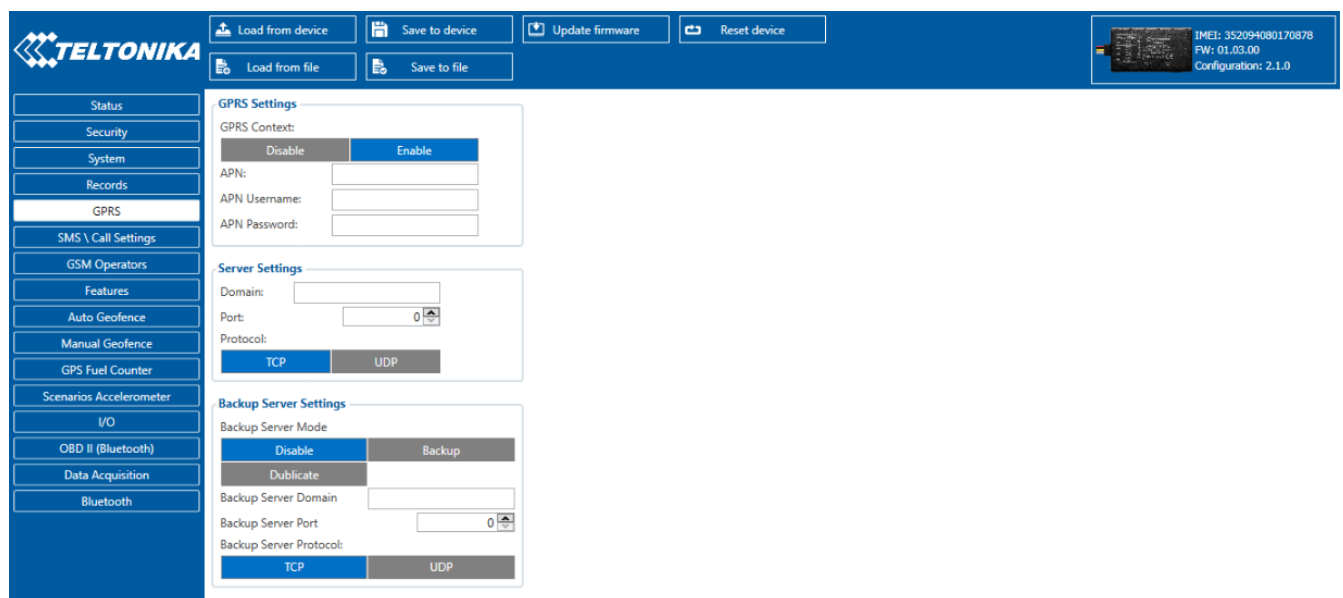 TELTONIKA
Load from device
Save to device
Update firmware
Reset device
Load from file
Save to file
IMEI: 352094080170878
FW: 01.03.00
Configuration: 2.1.0
Status
Security
System
Records
GPRS
SMS \ Call Settings
GSM Operators
Features
Auto Geofence
Manual Geofence
GPS Fuel Counter
Scenarios Accelerometer
I/O
OBD II (Bluetooth)
Data Acquisition
Bluetooth
GPRS Settings
GPRS Context:
Disable Enable
APN:
APN Username:
APN Password:
Server Settings
Domain:
Port: 0
Protocol:
TCP UDP
Backup Server Settings
Backup Server Mode
Disable Backup
Dublicate
Backup Server Domain
Backup Server Port 0
Backup Server Protocol:
TCP UDP